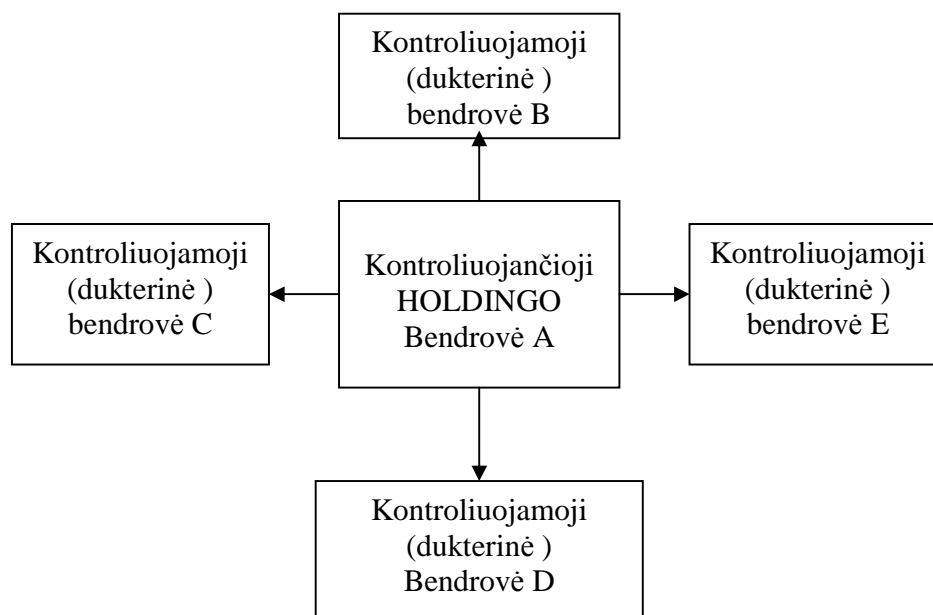 Kontroliuojamoji
(dukterinė )
bendrovė B
Kontroliuojamoji
(dukterinė )
bendrovė C
Kontroliuojančioji
HOLDINGO
Bendrovė A
Kontroliuojamoji
(dukterinė )
bendrovė E
Kontroliuojamoji
(dukterinė )
Bendrovė D